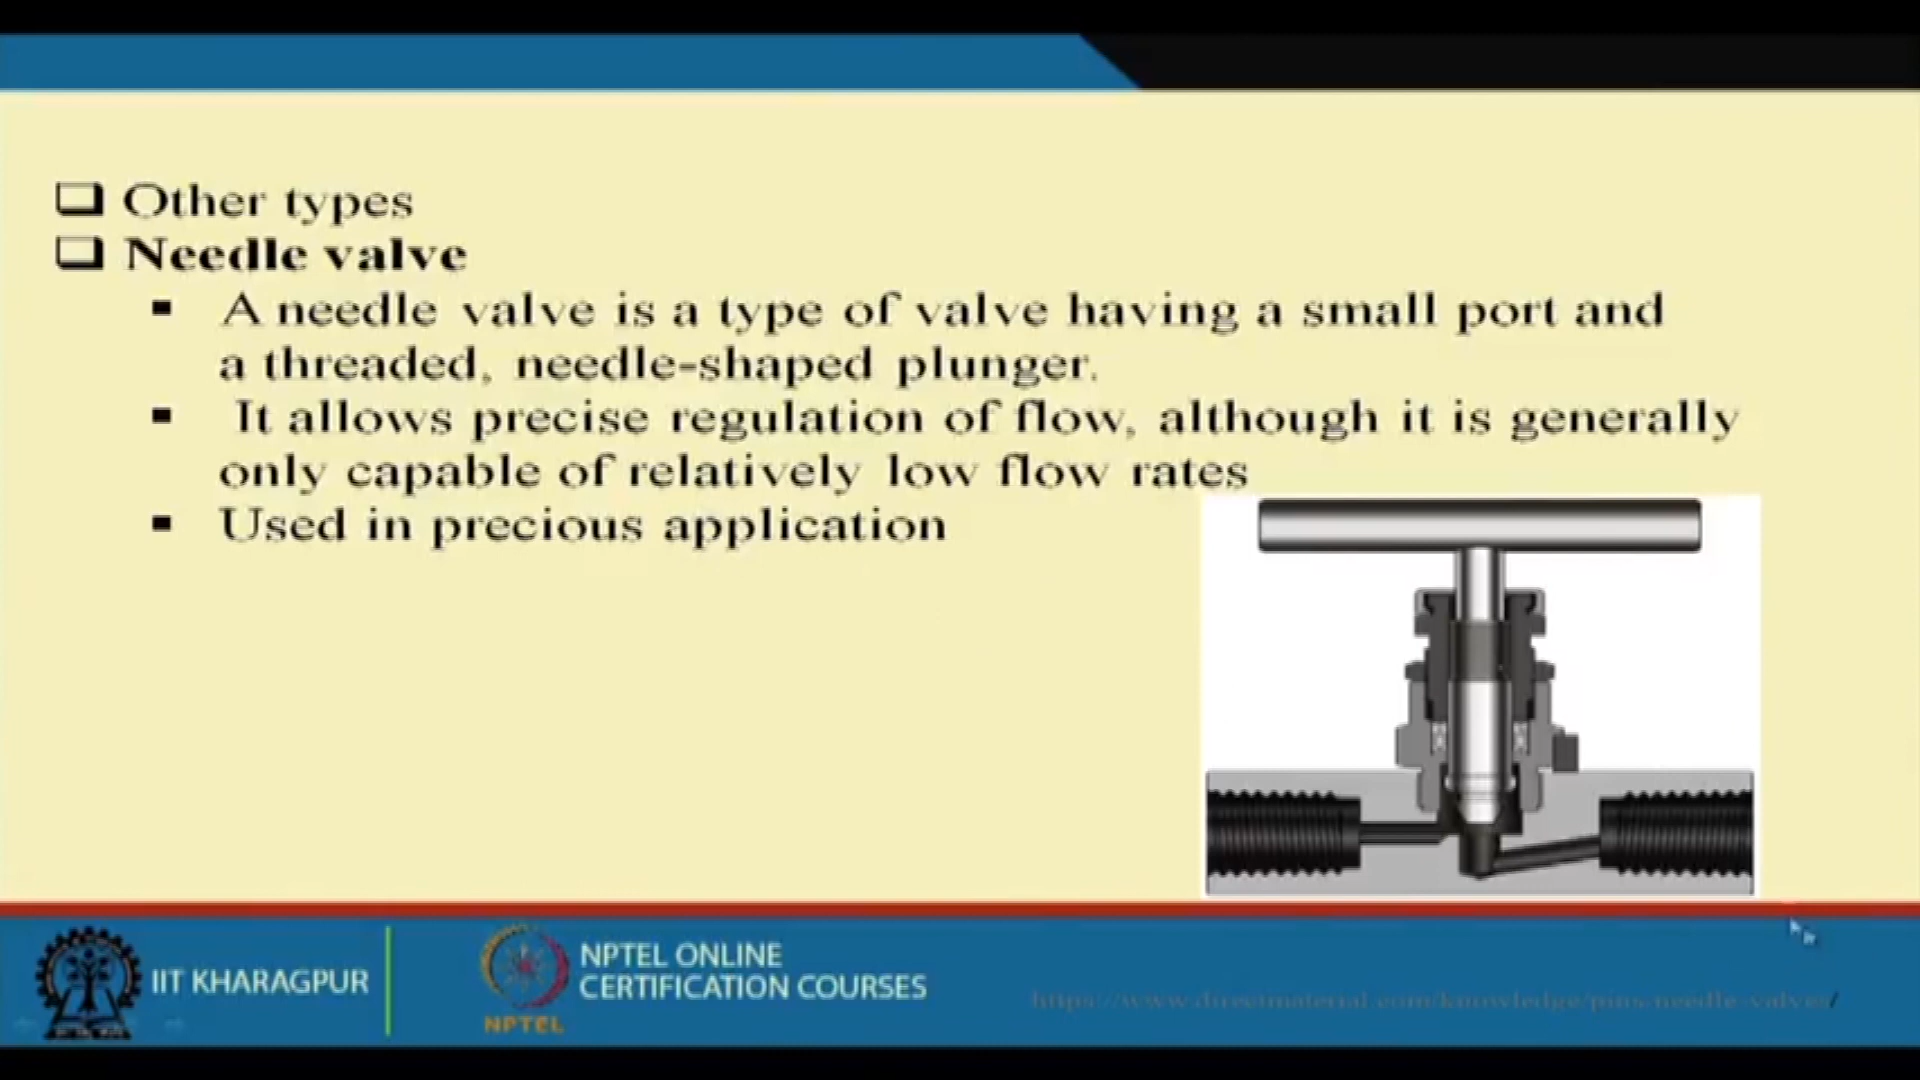 Other types
Needle valve
A needle valve is a type of valve having a small port and
a threaded, needle-shaped plunger.
It allows precise regulation of flow, although it is generally
only capable of relatively low flow rates
Used in precious application
IIT KHARAGPUR
NPTEL
NPTEL ONLINE
CERTIFICATION COURSES